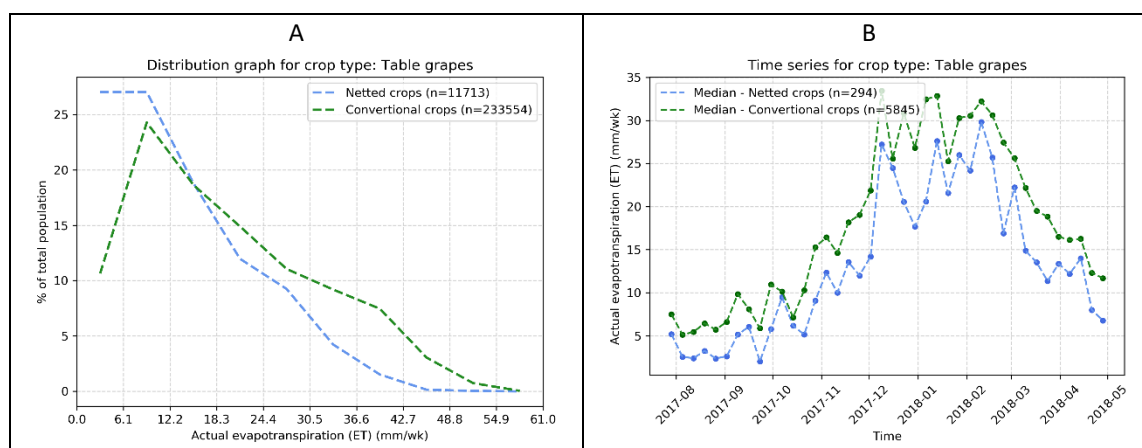 A
Distribution graph for crop type: Table grapes
Netted crops (n=11713)
Convertional crops (n=233554)
% of total population
25
20
15
10
5
0
0.0 6.1 12.2 18.3 24.4 30.5 36.6 42.7 48.8 54.9 61.0
Actual evapotranspiration (ET) (mm/wk)
B
Time series for crop type: Table grapes
Median - Netted crops (n=294)
Median - Convertional crops (n=5845)
Actual evapotranspiration (ET) (mm/wk)
35
30
25
20
15
10
5
2017-08 2017-09 2017-10 2017-11 2017-12 2018-01 2018-02 2018-03 2018-04 2018-05
Time